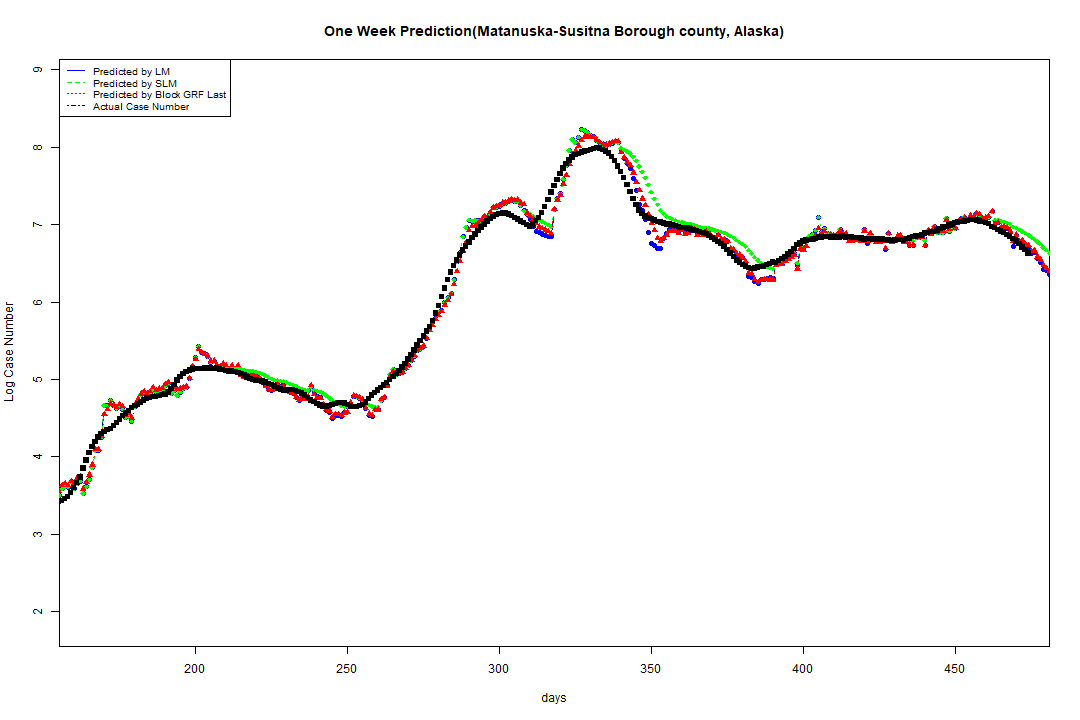 One Week Prediction(Matanuska-Susitna Borough county, Alaska)
Predicted by LM
Predicted by SLM
Predicted by Block GRF Last
Actual Case Number
9
8
7
6
5
4
3
2
Log Case Number
200 250 300 350 400 450
days